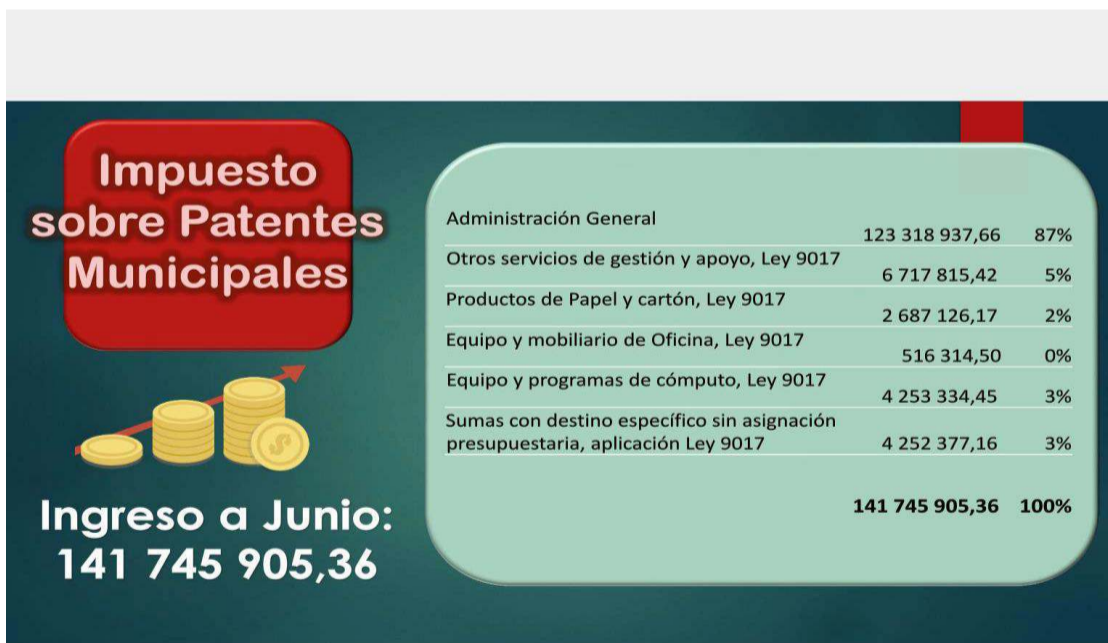 Impuesto
sobre Patentes
Municipales
Ingreso a Junio:
141 745 905,36
Administración General
123 318 937,66 87%
Otros servicios de gestión y apoyo, Ley 9017
6 717 815,42 5%
Productos de Papel y cartón, Ley 9017
2 687 126,17 2%
Equipo y mobiliario de Oficina, Ley 9017
516 314,50 0%
Equipo y programas de cómputo, Ley 9017
4 253 334,45 3%
Sumas con destino específico sin asignación
presupuestaria, aplicación Ley 9017 4 252 377,16 3%
141 745 905,36 100%